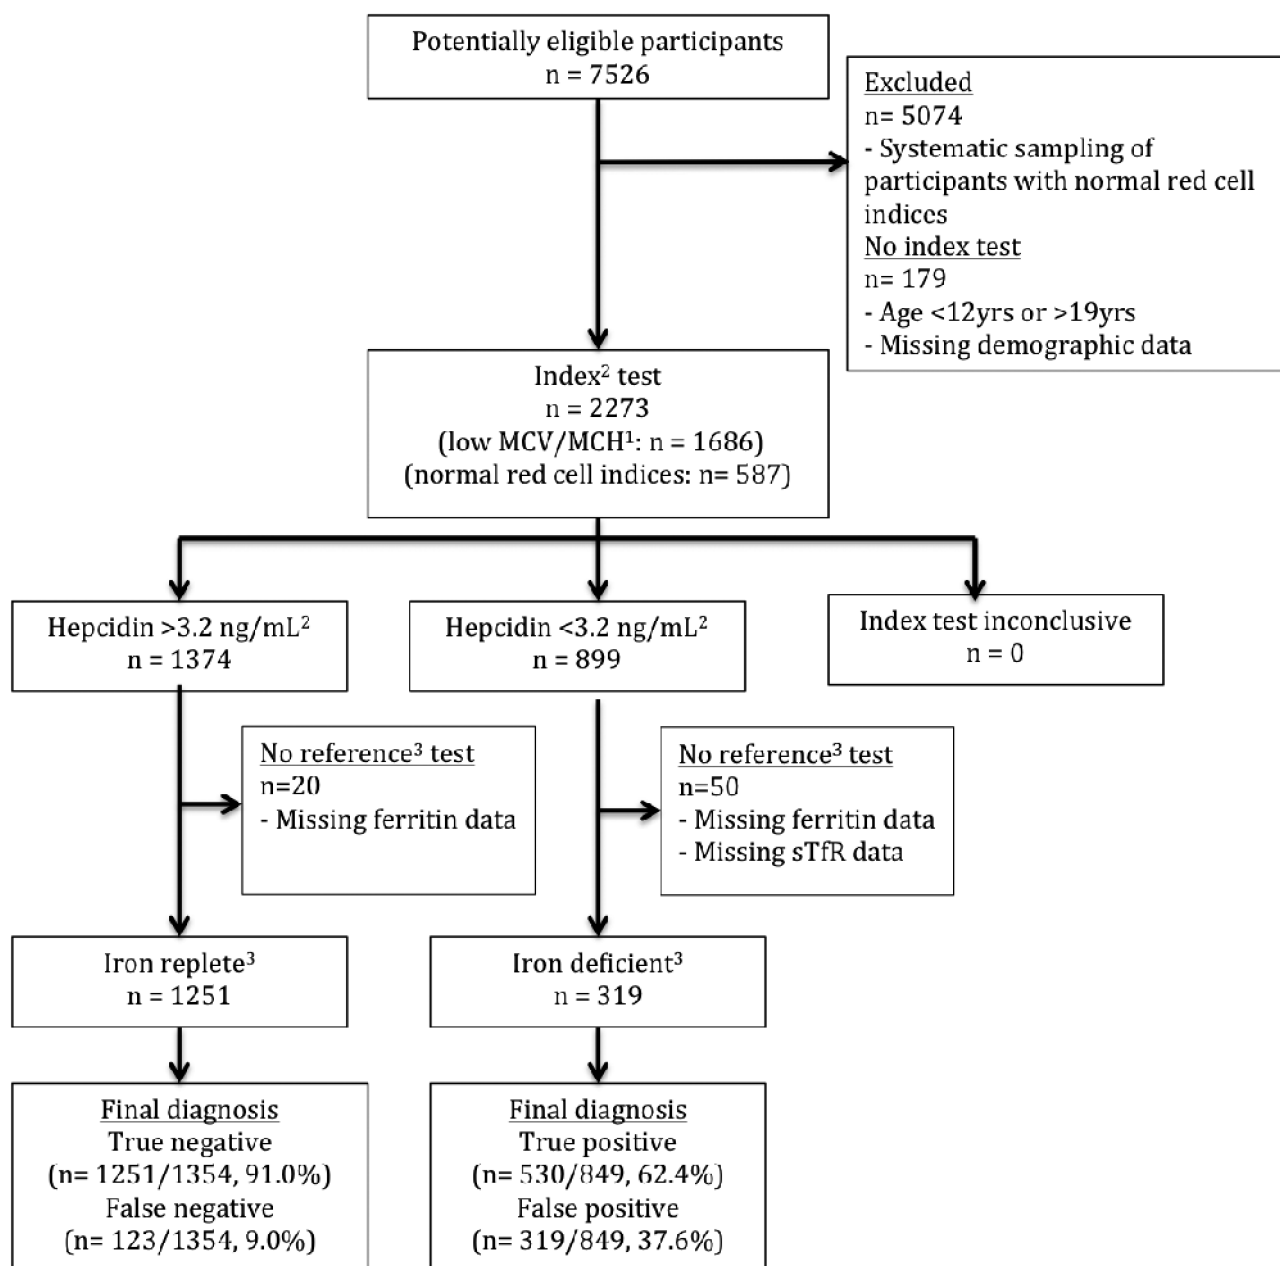 Potentially eligible participants
n = 7526
Excluded
n= 5074
- Systematic sampling of
participants with normal red cell
indices
No index test
n= 179
- Age <12yrs or >19yrs
- Missing demographic data
Index² test
n = 2273
(low MCV/MCH¹: n = 1686)
(normal red cell indices: n= 587)
Hepcidin >3.2 ng/mL²
n = 1374
Hepcidin <3.2 ng/mL²
n = 899
Index test inconclusive
n = 0
No reference³ test
n=20
- Missing ferritin data
No reference³ test
n=50
- Missing ferritin data
- Missing sTfR data
Iron replete³
n = 1251
Iron deficient³
n = 319
Final diagnosis
True negative
(n= 1251/1354, 91.0%)
False negative
(n= 123/1354, 9.0%)
Final diagnosis
True positive
(n= 530/849, 62.4%)
False positive
(n= 319/849, 37.6%)